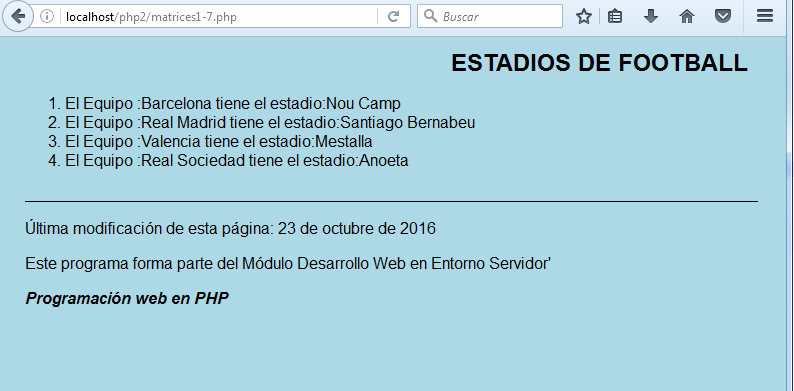 localhost/php2/matrices1-7.php
Buscar
ESTADIOS DE FOOTBALL
1. El Equipo :Barcelona tiene el estadio:Nou Camp
2. El Equipo :Real Madrid tiene el estadio:Santiago Bernabeu
3. El Equipo :Valencia tiene el estadio:Mestalla
4. El Equipo :Real Sociedad tiene el estadio:Anoeta
Última modificación de esta página: 23 de octubre de 2016
Este programa forma parte del Módulo Desarrollo Web en Entorno Servidor'
Programación web en PHP